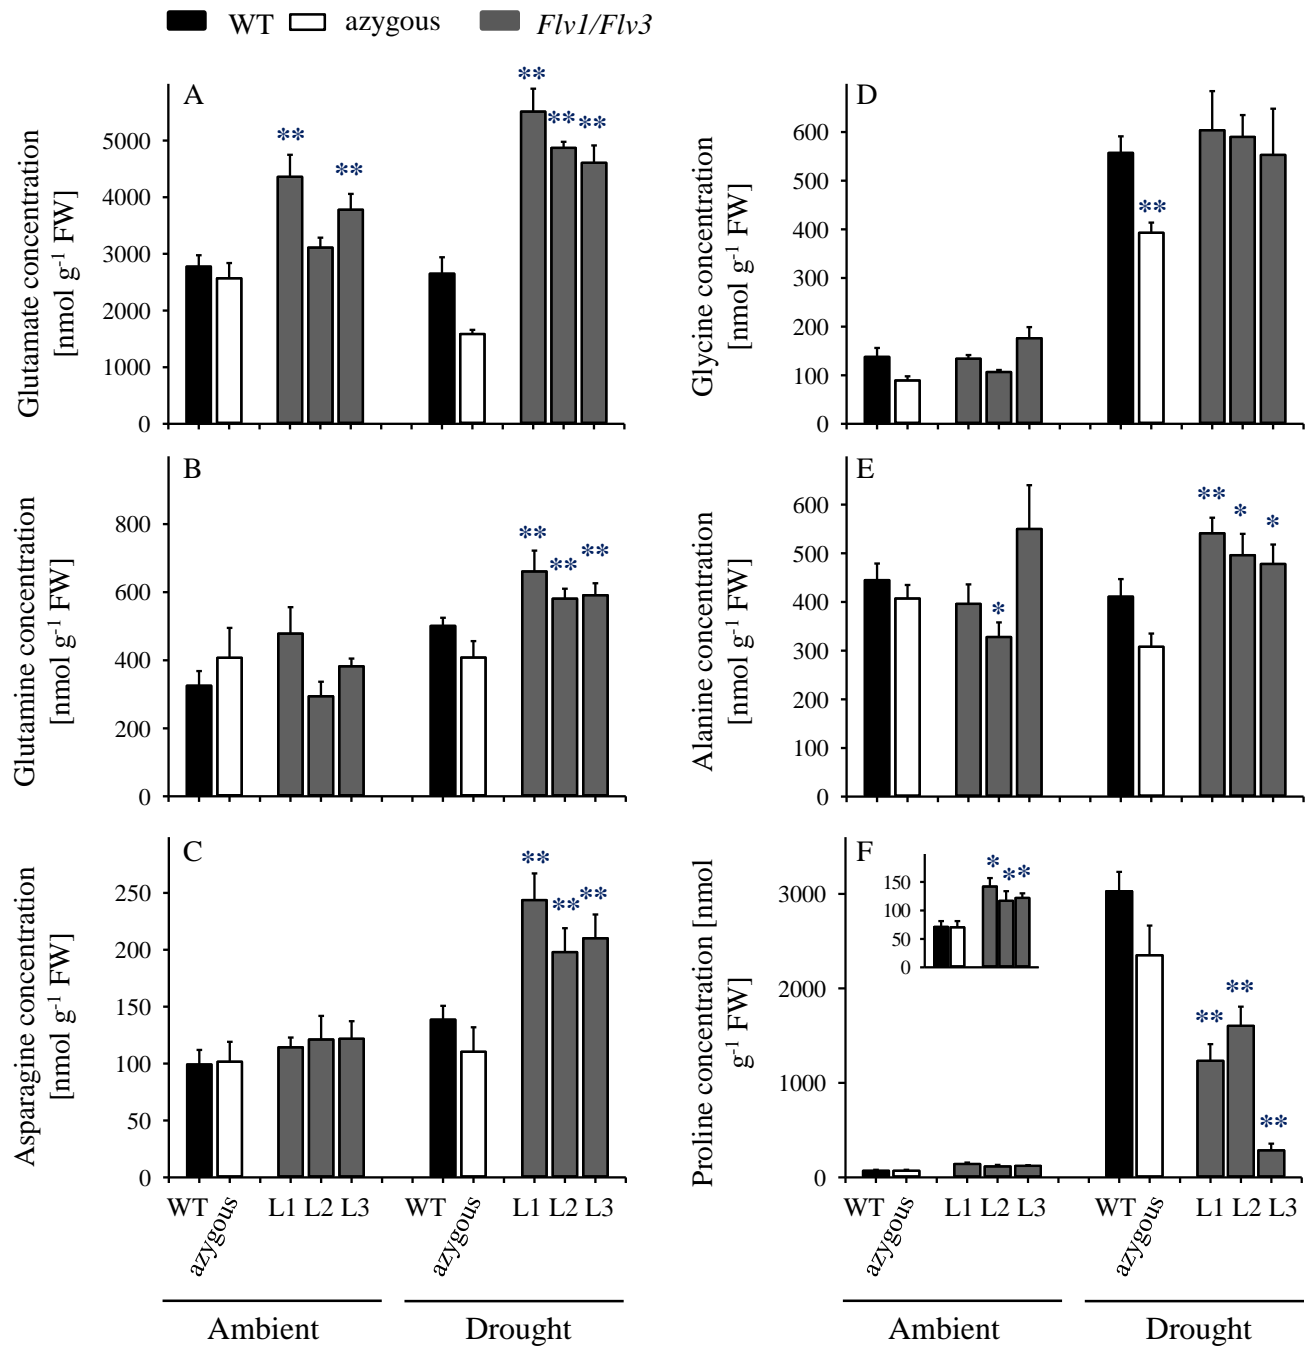 WT azygous Flv1/Flv3
A
**
**
**
**
**
Glutamate concentration
[nmol g-1 FW]
5000
4000
3000
2000
1000
0
D
**
Glycine concentration
[nmol g-1 FW]
600
500
400
300
200
100
0
B
**
**
**
Glutamine concentration
[nmol g-1 FW]
800
600
400
200
0
E
**
*
*
*
Alanine concentration
[nmol g-1 FW]
600
500
400
300
200
100
0
C
**
**
**
Asparagine concentration
[nmol g-1 FW]
250
200
150
100
50
0
WT azygous L1 L2 L3 WT azygous L1 L2 L3
Ambient Drought
F
*
*
*
150
100
50
0
**
**
**
Proline concentration [nmol
g-1 FW]
3000
2000
1000
0
WT azygous L1 L2 L3 WT azygous L1 L2 L3
Ambient Drought